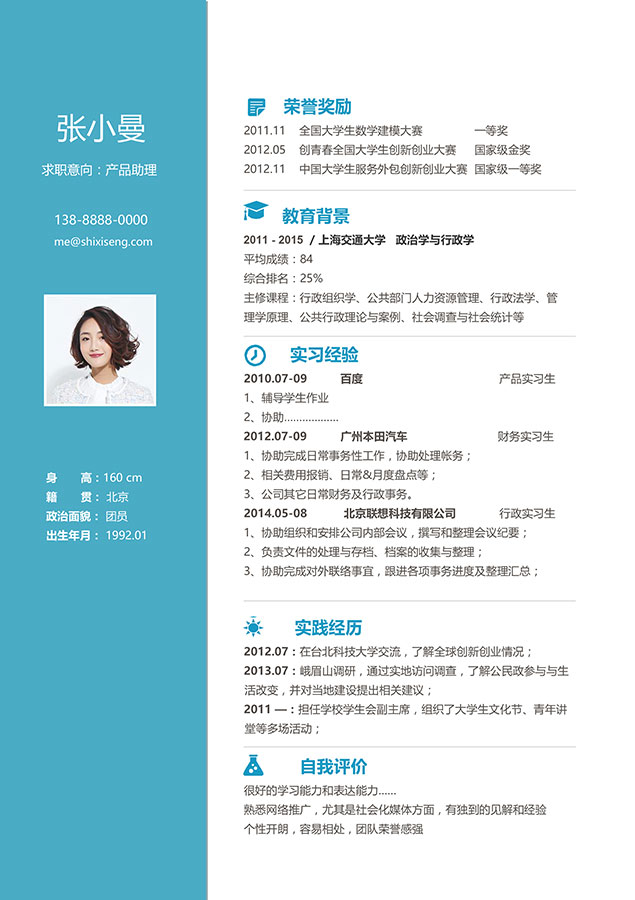 张小曼
求职意向：产品助理
138-8888-0000
me@shixiseng.com
身 高：160 cm
籍 贯： 北京
政治面貌： 团员
出生年月： 1992.01
荣誉奖励
2011.11 全国大学生数学建模大赛 一等奖
2012.05 创青春全国大学生创新创业大赛 国家级金奖
2012.11 中国大学生服务外包创新创业大赛 国家级一等奖
教育背景
2011 - 2015 / 上海交通大学 政治学与行政学
平均成绩：84
综合排名：25%
主修课程：行政组织学、公共部门人力资源管理、行政法学、管
理学原理、公共行政理论与案例、社会调查与社会统计等
实习经验
2010.07-09 百度 产品实习生
1、辅导学生作业
2、协助..................
2012.07-09 广州本田汽车 财务实习生
1、协助完成日常事务性工作，协助处理帐务；
2、相关费用报销、日常&月度盘点等；
3、公司其它日常财务及行政事务。
2014.05-08 北京联想科技有限公司 行政实习生
1、协助组织和安排公司内部会议，撰写和整理会议纪要；
2、负责文件的处理与存档、档案的收集与整理；
3、协助完成对外联络事宜，跟进各项事务进度及整理汇总；
实践经历
2012.07：在台北科技大学交流，了解全球创新创业情况；
2013.07：峨眉山调研，通过实地访问调查，了解公民政参与与生
活改变，并对当地建设提出相关建议；
2011 —：担任学校学生会副主席，组织了大学生文化节、青年讲
堂等多场活动；
自我评价
很好的学习能力和表达能力......
熟悉网络推广，尤其是社会化媒体方面，有独到的见解和经验
个性开朗，容易相处，团队荣誉感强